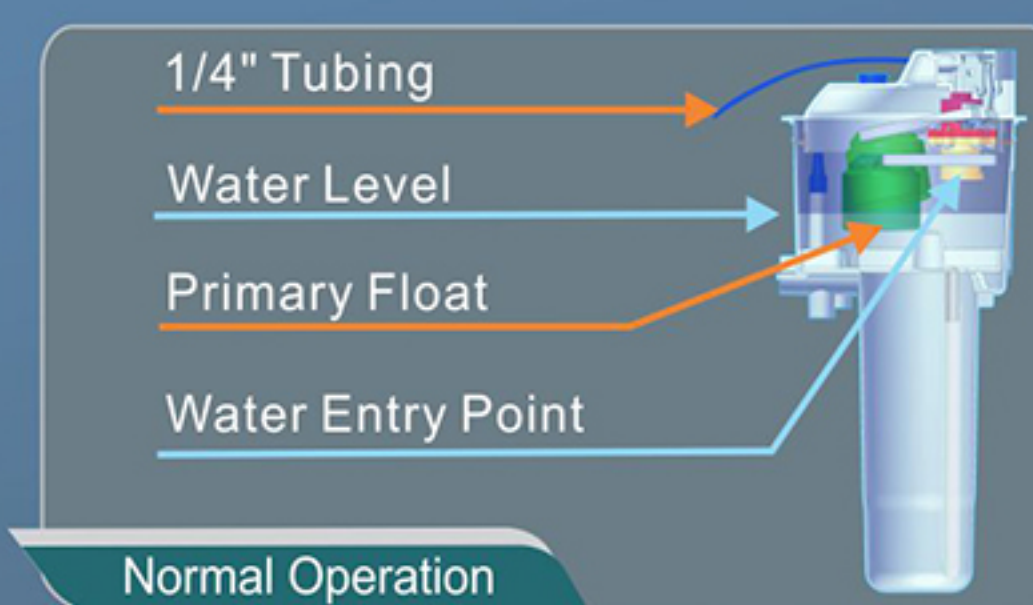 1/4" Tubing
Water Level
Primary Float
Water Entry Point
Normal Operation